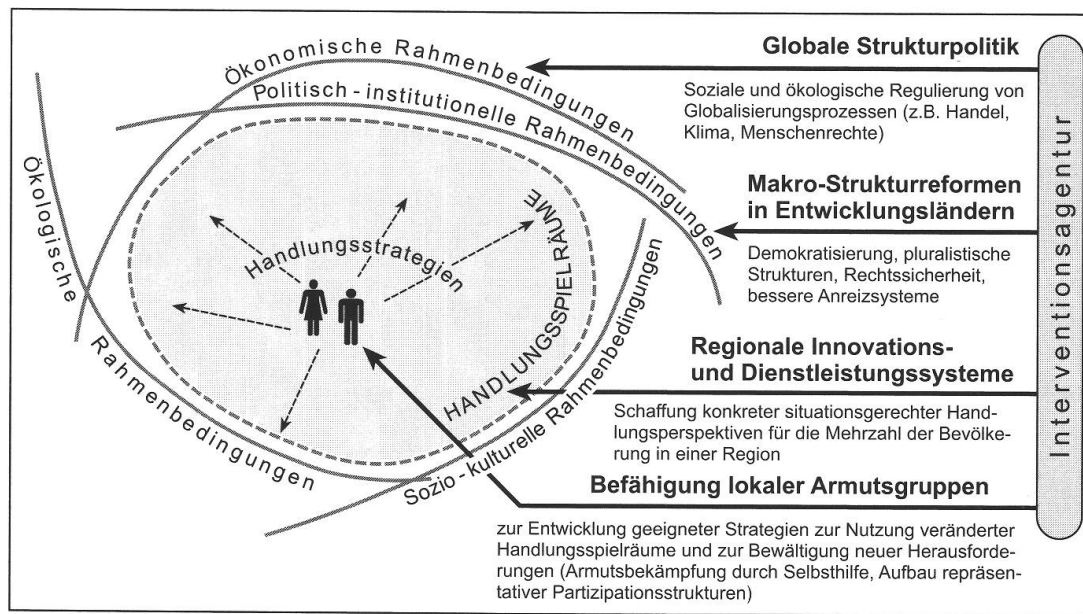 Ökonomische Rahmenbedingungen
Politisch-institutionelle Rahmenbedingungen
Ökologische Rahmenbedingungen
Handlungsstrategien
HANDLUNGSSPIELRÄUME
Sozio-kulturelle Rahmenbedingungen
Globale Strukturpolitik
Soziale und ökologische Regulierung von
Globalisierungsprozessen (z.B. Handel,
Klima, Menschenrechte)
Makro-Strukturreformen
in Entwicklungsländern
Demokratisierung, pluralistische
Strukturen, Rechtssicherheit,
bessere Anreizsysteme
Regionale Innovations-
und Dienstleistungssysteme
Schaffung konkreter situationsgerechter Hand-
lungsperspektiven für die Mehrzahl der Bevölke-
rung in einer Region
Befähigung lokaler Armutsgruppen
zur Entwicklung geeigneter Strategien zur Nutzung veränderter
Handlungsspielräume und zur Bewältigung neuer Herausforde-
rungen (Armutsbekämpfung durch Selbsthilfe, Aufbau repräsen-
tativer Partizipationsstrukturen)
Interventionsagentur